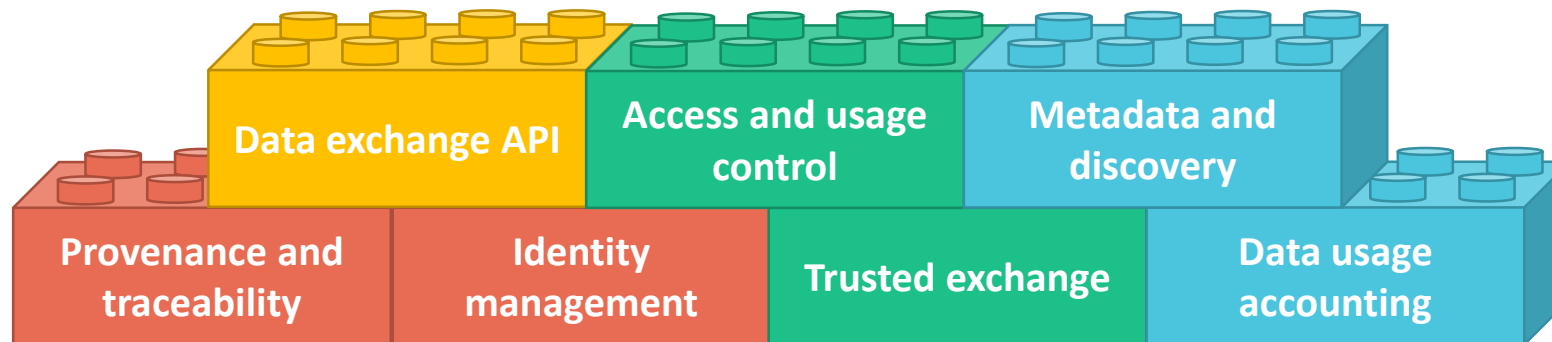 Data exchange API
Access and usage
control
Metadata and
discovery
Provenance and
traceability
Identity
management
Trusted exchange
Data usage
accounting